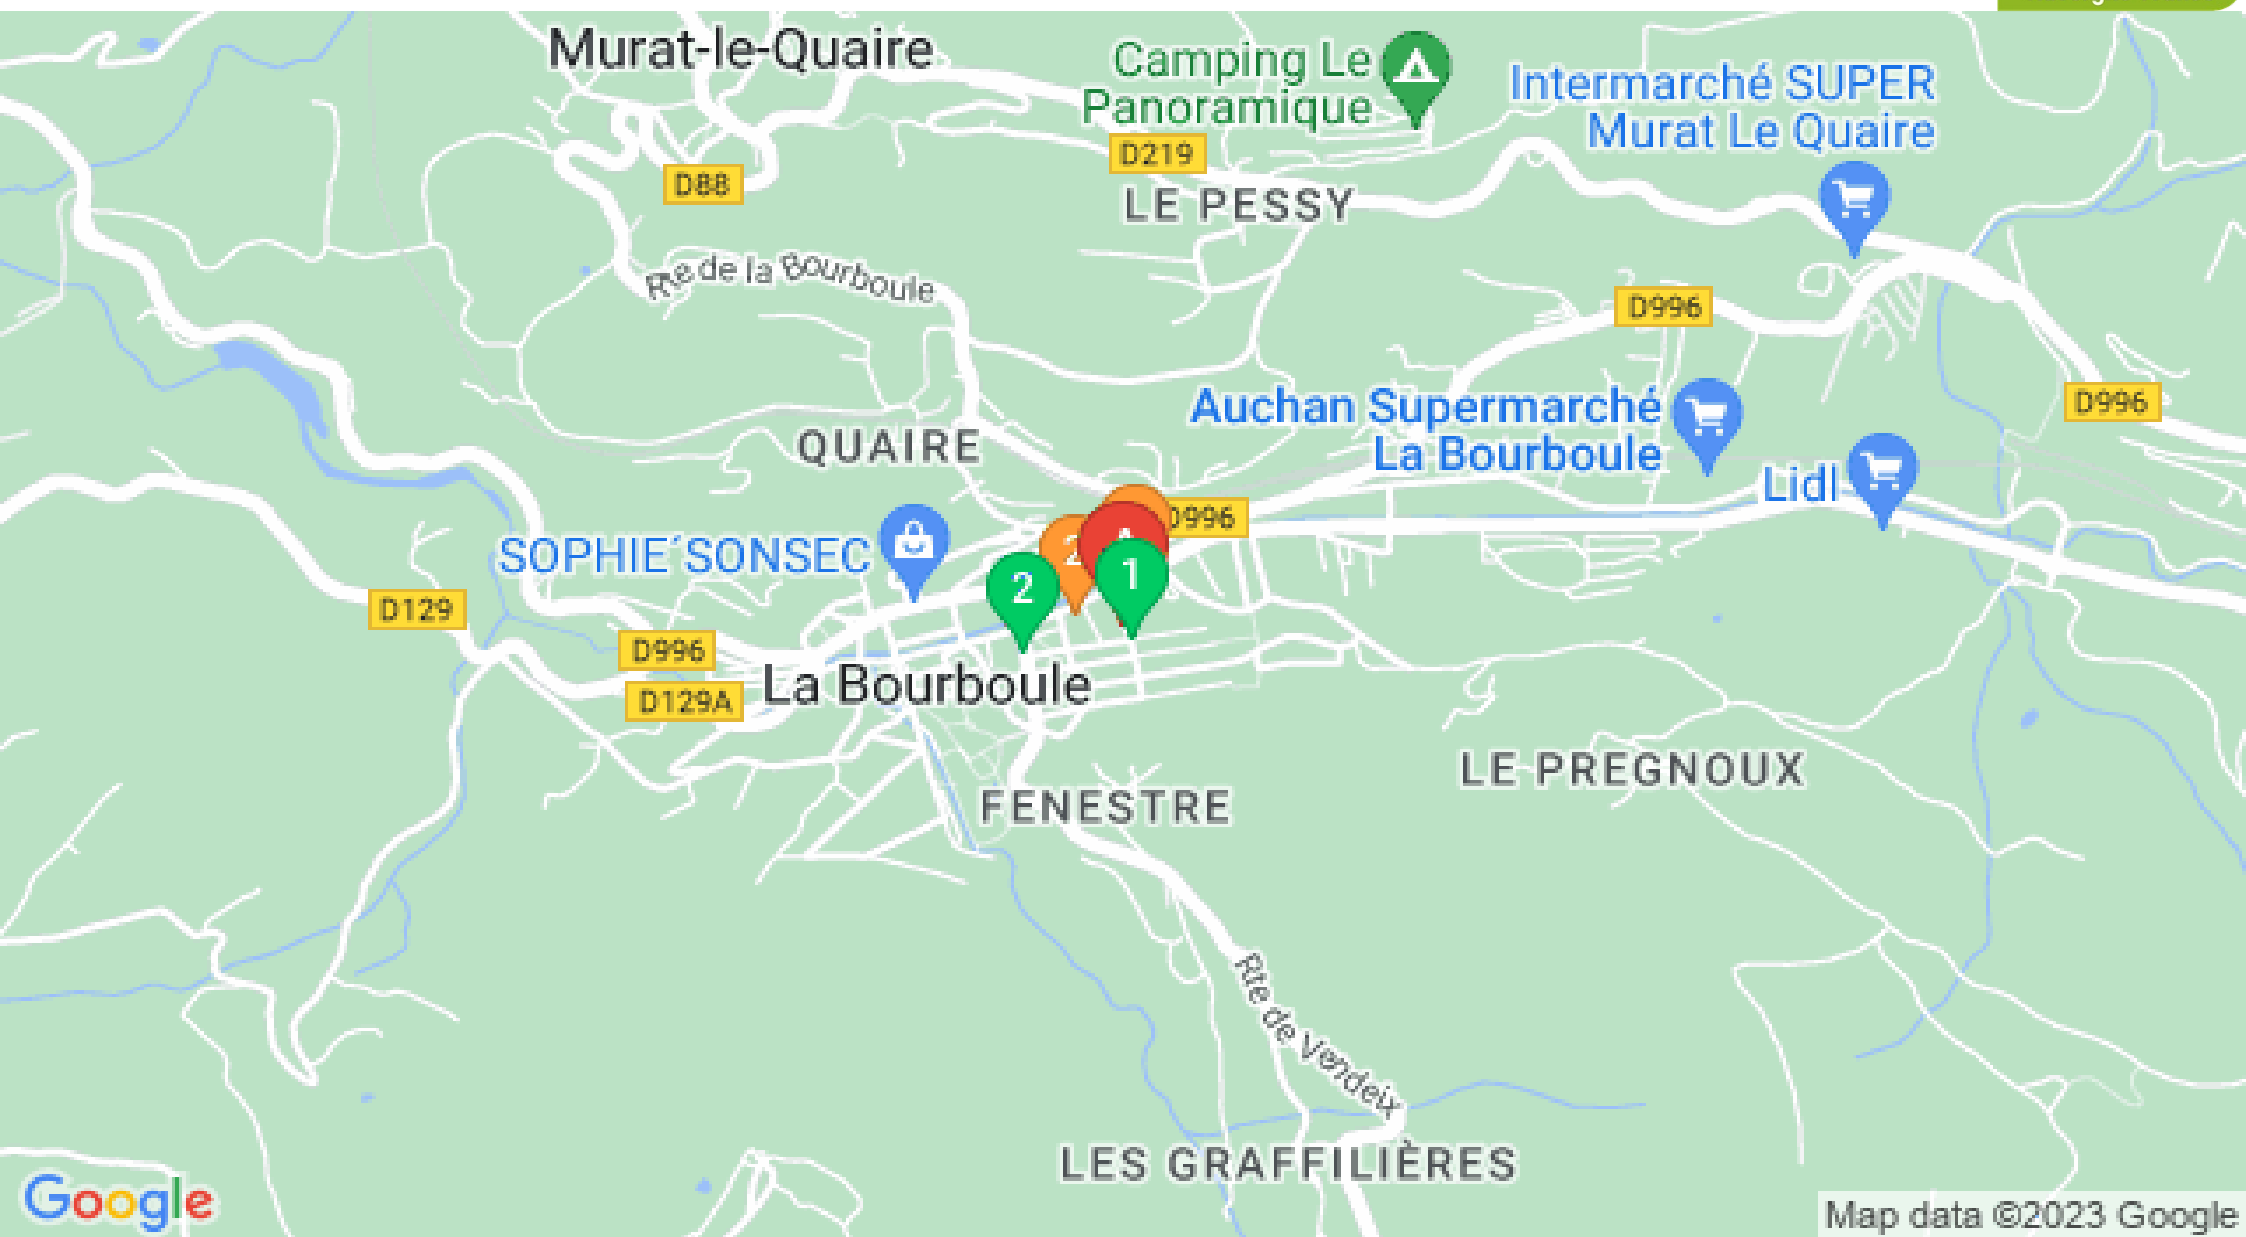 Murat-le-Quaire
Camping Le
Panoramique
Intermarché SUPER
Murat Le Quaire
D219
D88
LE PESSY
Rte de la Bourboule
D996
Auchan Supermarché
La Bourboule
D996
QUAIRE
Lidl
D996
SOPHIE´SONSEC
2
A
2
1
D129
D996
D129A
La Bourboule
LE PREGNOUX
FENESTRE
Rte de Vendeix
LES GRAFFILIÈRES
Google
Map data ©2023 Google